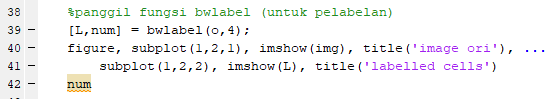 38 %panggil fungsi bwlabel (untuk pelabelan)
39 - [L,num] = bwlabel(o,4);
40 - figure, subplot(1,2,1), imshow(img), title('image ori'), ...
41 - subplot(1,2,2), imshow(L), title('labelled cells')
42 - num